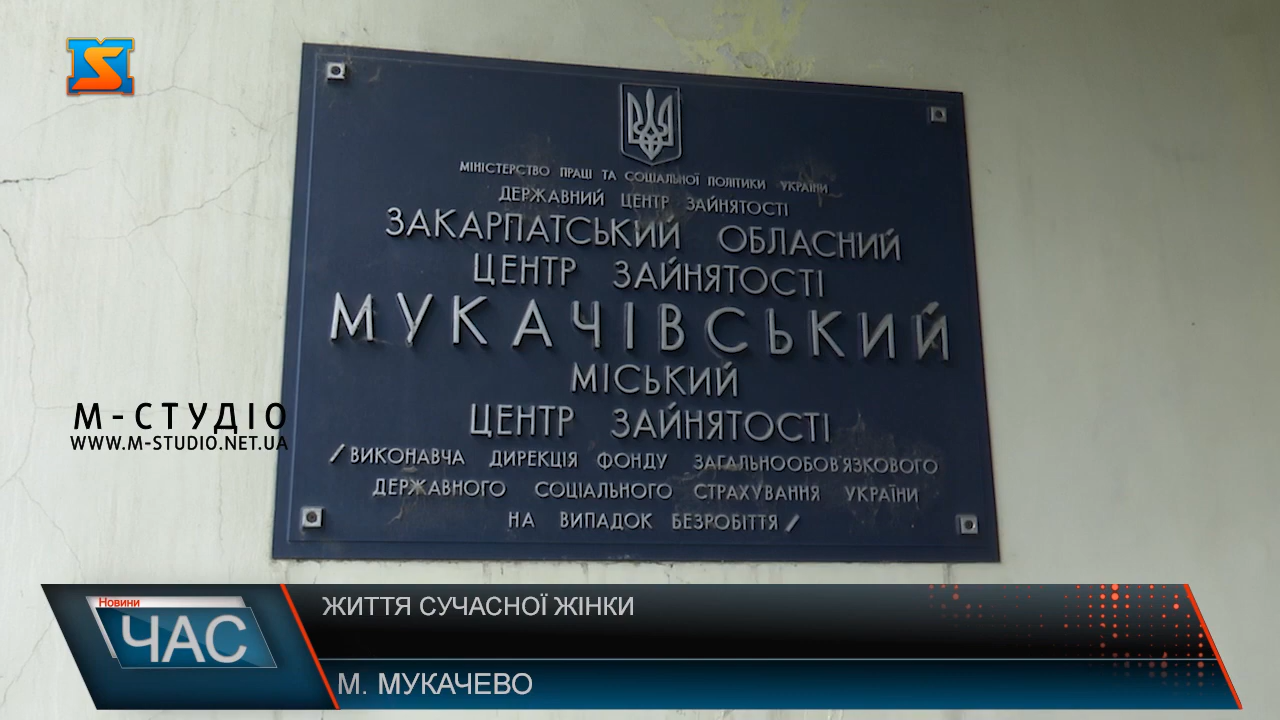 МІНІСТЕРСТВО ПРАЦІ ТА СОЦІАЛЬНОЇ ПОЛІТИКИ УКРАЇНИ
ДЕРЖАВНИЙ ЦЕНТР ЗАЙНЯТОСТІ
ЗАКАРПАТСЬКИЙ ОБЛАСНИЙ
ЦЕНТР ЗАЙНЯТОСТІ
МУКАЧІВСЬКИЙ
МІСЬКИЙ
ЦЕНТР ЗАЙНЯТОСТІ
/ВИКОНАВЧА ДИРЕКЦІЯ ФОНДУ ЗАГАЛЬНООБОВ'ЯЗКОВОГО
ДЕРЖАВНОГО СОЦІАЛЬНОГО СТРАХУВАННЯ УКРАЇНИ
НА ВИПАДОК БЕЗРОБІТТЯ/
М-СТУДІО
WWW.M-STUDIO.NET.UA
Новини
ЧАС
ЖИТТЯ СУЧАСНОЇ ЖІНКИ
М. МУКАЧЕВО